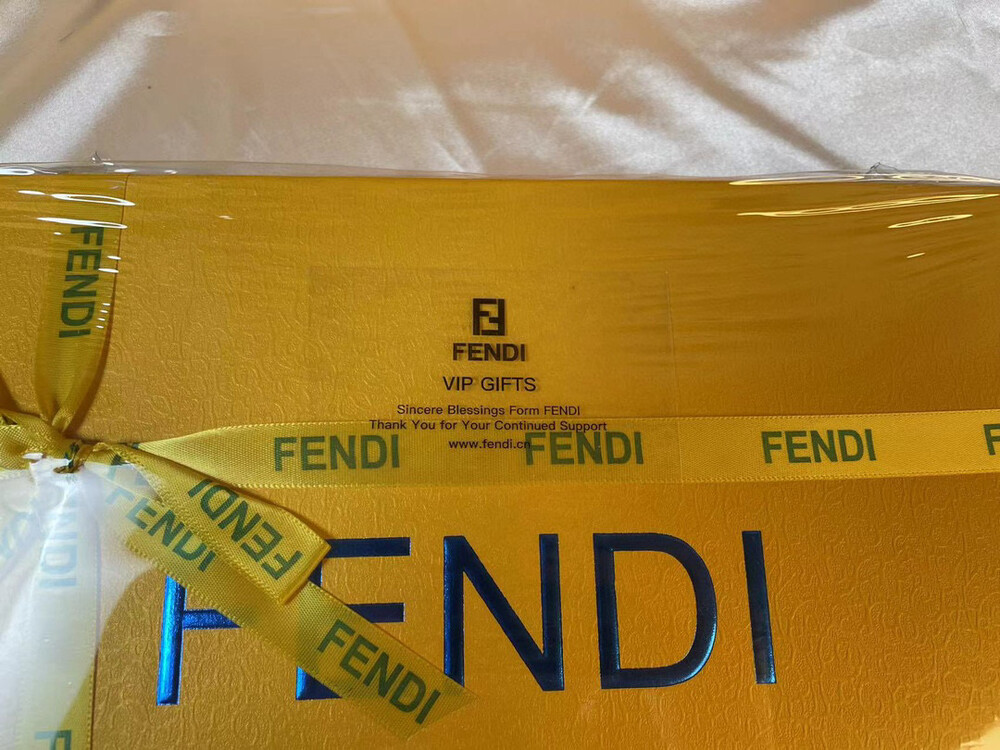 FENDI
FENDI
VIP GIFTS
Sincere Blessings Form FENDI
Thank You for Your Continued Support
www.fendi.cn
FENDI
FENDI
FENDI
FENDI
FENDI
FENDI
FENDI